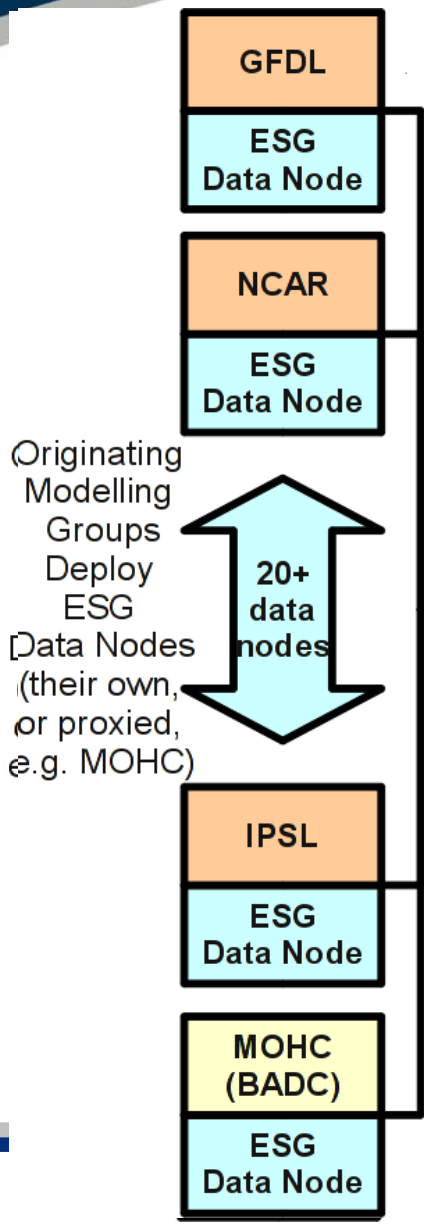 GFDL
ESG
Data Node
NCAR
ESG
Data Node
Originating
Modelling
Groups
Deploy
ESG
Data Nodes
(their own,
or proxied,
e.g. MOHC)
20+
data
nodes
IPSL
ESG
Data Node
MOHC
(BADC)
ESG
Data Node